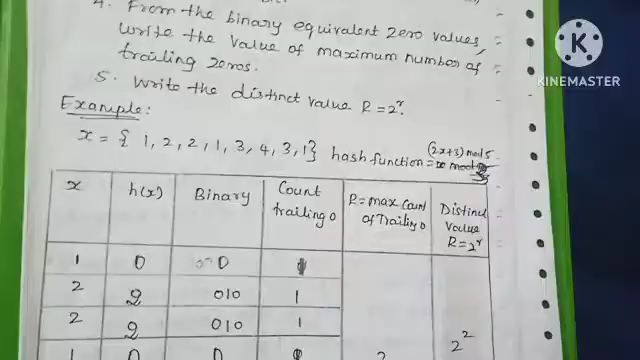 4. From the binary equivalent zero values,
write the value of maximum number of
trailing zeros.
5. Write the distinct value R=2^r.
Example:
x = { 1, 2, 2, 1, 3, 4, 3, 1} hash function = (2x+3) mod 5
x h(x) Binary Count trailing 0 R=max count of Trailing 0 Distinct value R=2^r
1 0
2 2 010 1
2 2 010 1 2^2
1 0 0
KINEMASTER